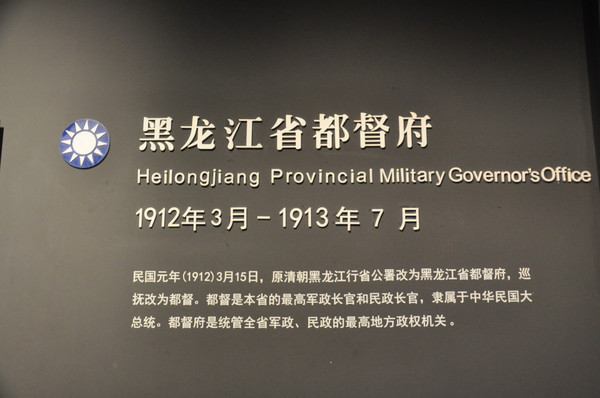 黑龙江省都督府
Heilongjiang Provincial Military Governor's Office
1912年3月-1913年7月
民国元年(1912)3月15日，原清朝黑龙江行省公署改为黑龙江省都督府，巡
抚改为都督。都督是本省的最高军政长官和民政长官，隶属于中华民国大
总统。都督府是统管全省军政、民政的最高地方政权机关。